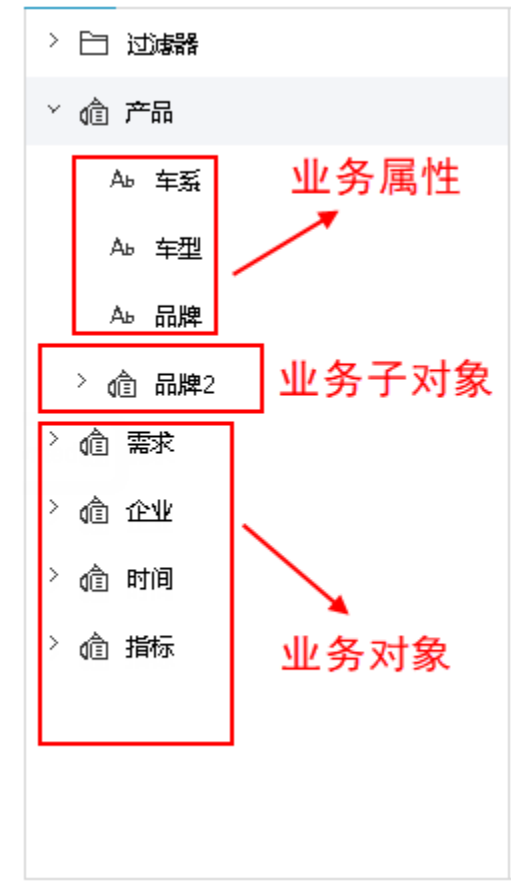 过滤器
产品
Ab 车系
业务属性
Ab 车型
Ab 品牌
品牌2
业务子对象
需求
企业
时间
指标
业务对象